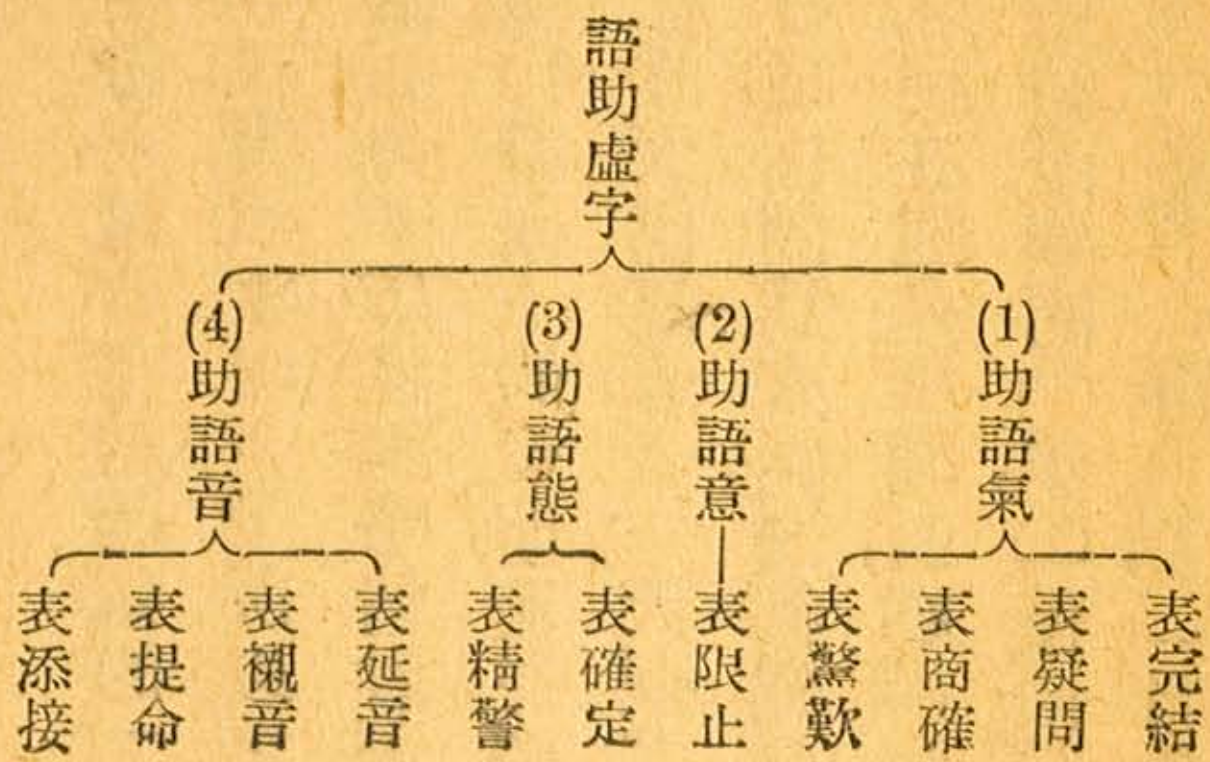 語助虛字
(1)助語氣
表完結
表疑問
表商確
表驚歎
(2)助語意
表限止
(3)助語態
表確定
表精警
(4)助語音
表延音
表襯音
表提命
表添接